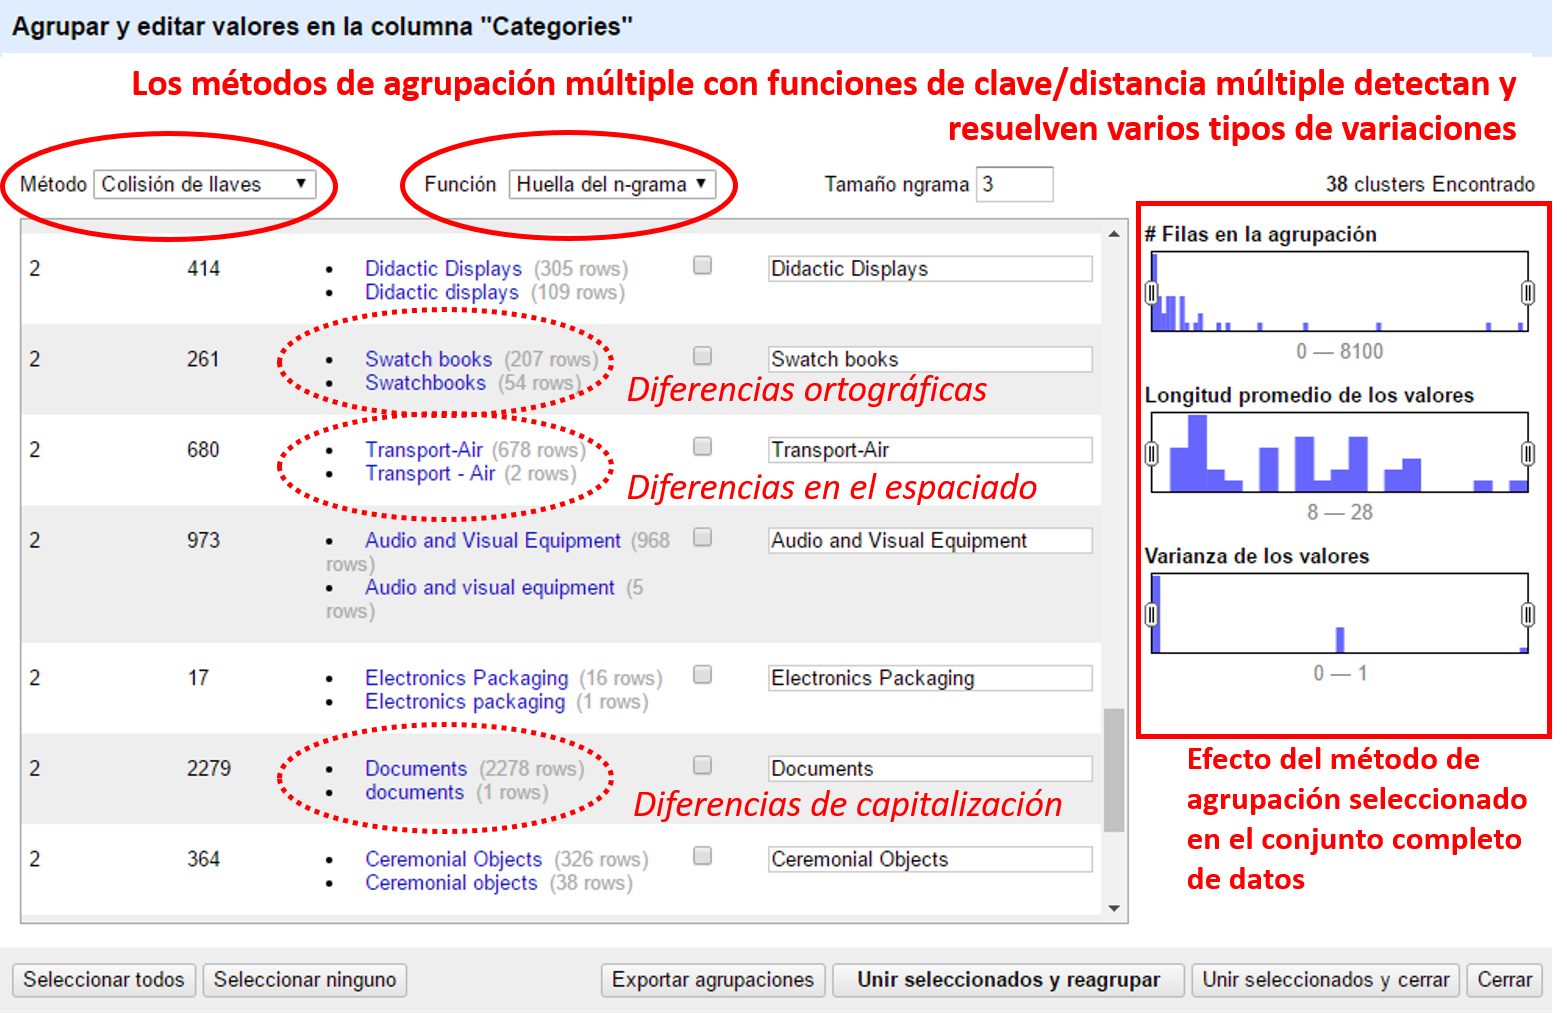 Agrupar y editar valores en la columna "Categories"
Los métodos de agrupación múltiple con funciones de clave/distancia múltiple detectan y
resuelven varios tipos de variaciones
Método Colisión de llaves Función Huella del n-grama Tamaño ngrama 3 38 clusters Encontrado
2 414 • Didactic Displays (305 rows) Didactic Displays
• Didactic displays (109 rows)
2 261 • Swatch books (207 rows) Swatch books
• Swatchbooks (54 rows)
Diferencias ortográficas
2 680 • Transport-Air (678 rows) Transport-Air
• Transport - Air (2 rows)
Diferencias en el espaciado
2 973 • Audio and Visual Equipment (968 Audio and Visual Equipment
rows)
• Audio and visual equipment (5
rows)
2 17 • Electronics Packaging (16 rows) Electronics Packaging
• Electronics packaging (1 rows)
2 2279 • Documents (2278 rows) Documents
• documents (1 rows)
Diferencias de capitalización
2 364 • Ceremonial Objects (326 rows) Ceremonial Objects
• Ceremonial objects (38 rows)
# Filas en la agrupación
0 — 8100
Longitud promedio de los valores
8 — 28
Varianza de los valores
0 — 1
Efecto del método de
agrupación seleccionado
en el conjunto completo
de datos
Seleccionar todos Seleccionar ninguno Exportar agrupaciones Unir seleccionados y reagrupar Unir seleccionados y cerrar Cerrar